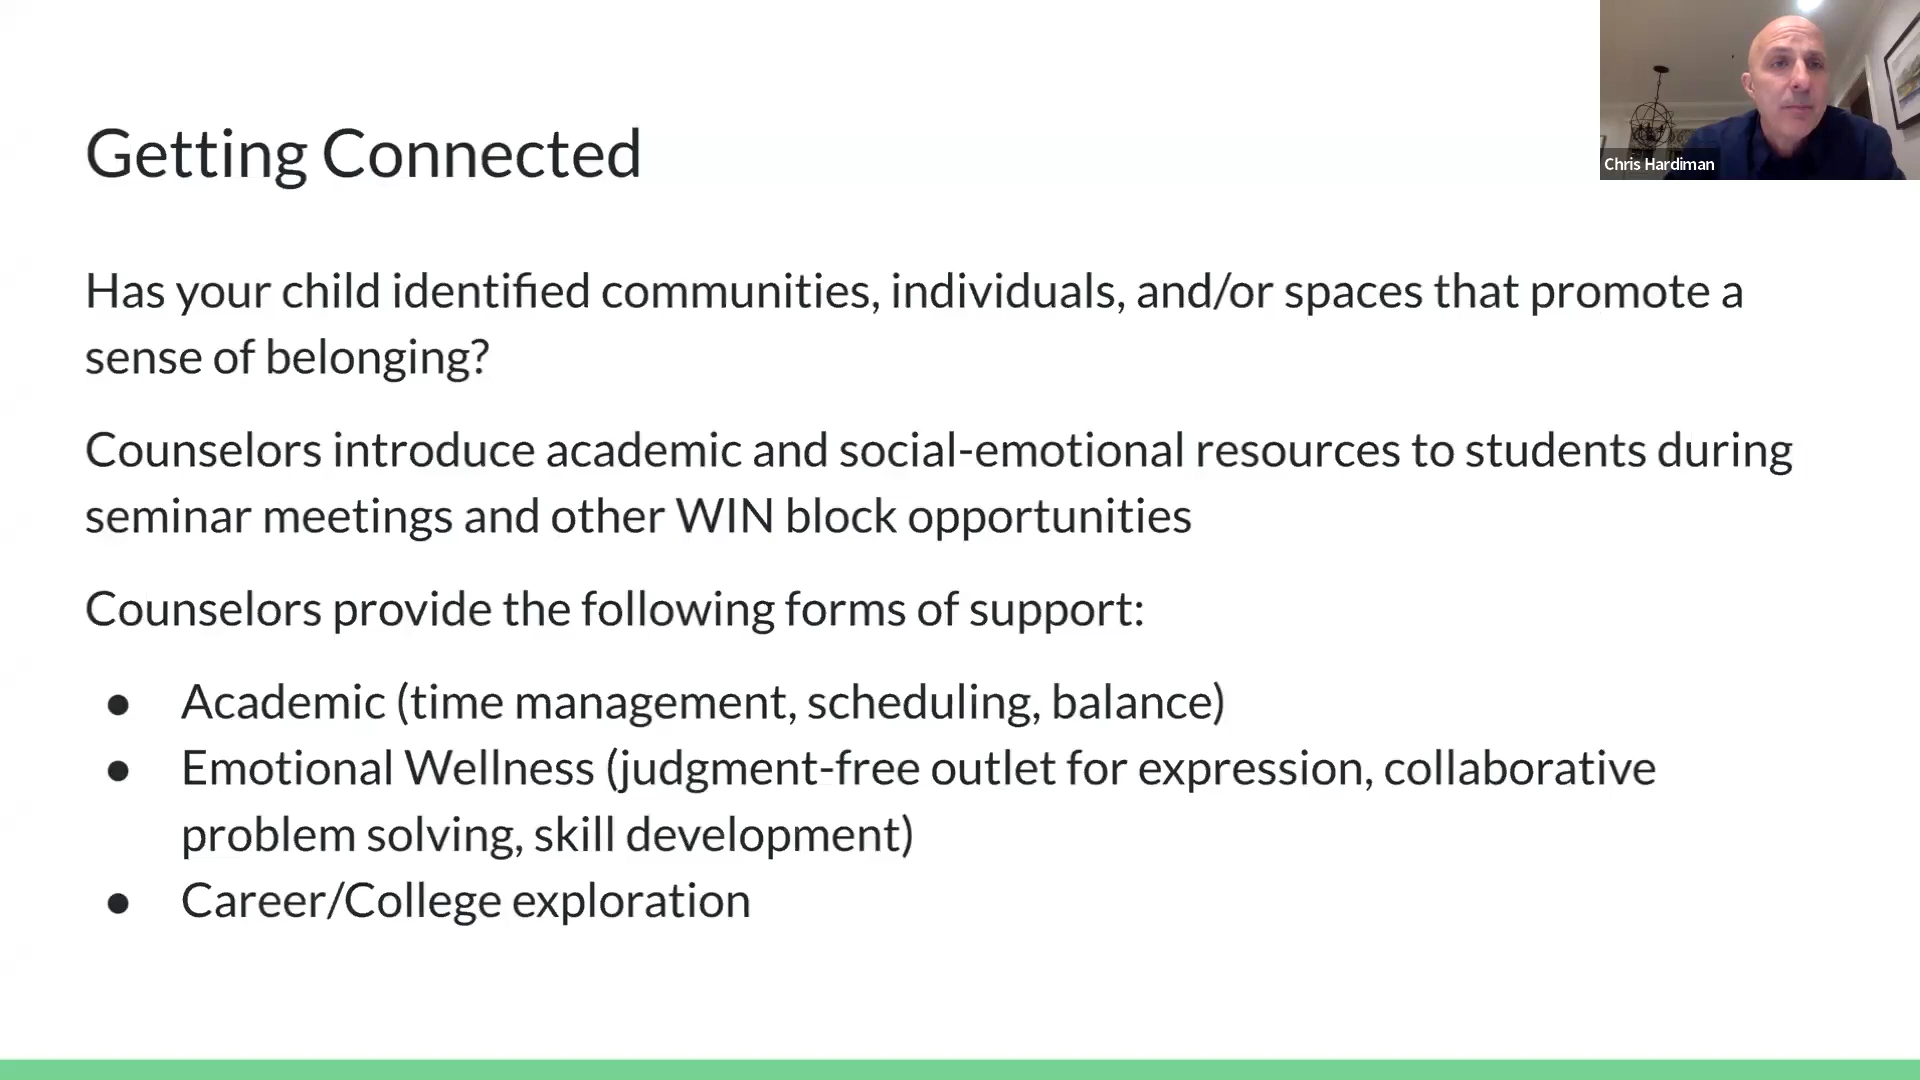 Getting Connected
Chris Hardiman
Has your child identified communities, individuals, and/or spaces that promote a
sense of belonging?
Counselors introduce academic and social-emotional resources to students during
seminar meetings and other WIN block opportunities
Counselors provide the following forms of support:
● Academic (time management, scheduling, balance)
● Emotional Wellness (judgment-free outlet for expression, collaborative
problem solving, skill development)
● Career/College exploration